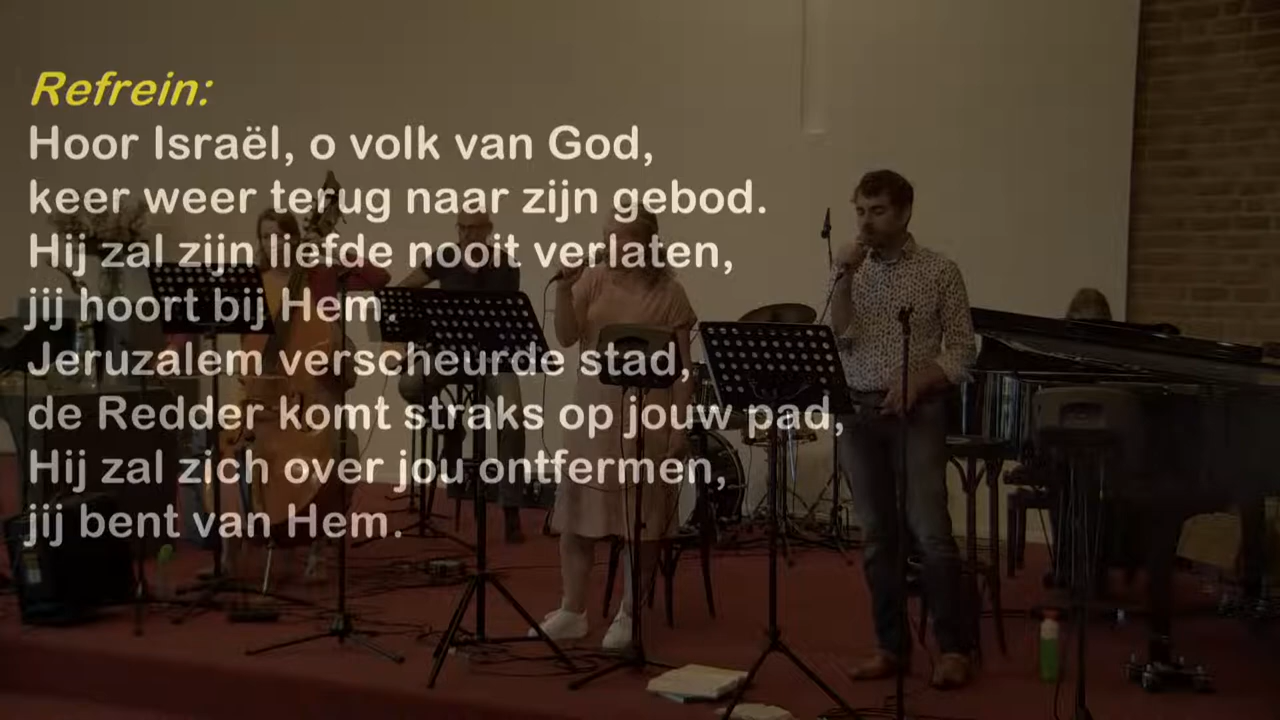 Refrein:
Hoor Israël, o volk van God,
keer weer terug naar zijn gebod.
Hij zal zijn liefde nooit verlaten,
jij hoort bij Hem.
Jeruzalem verscheurde stad,
de Redder komt straks op jouw pad,
Hij zal zich over jou ontfermen,
jij bent van Hem.